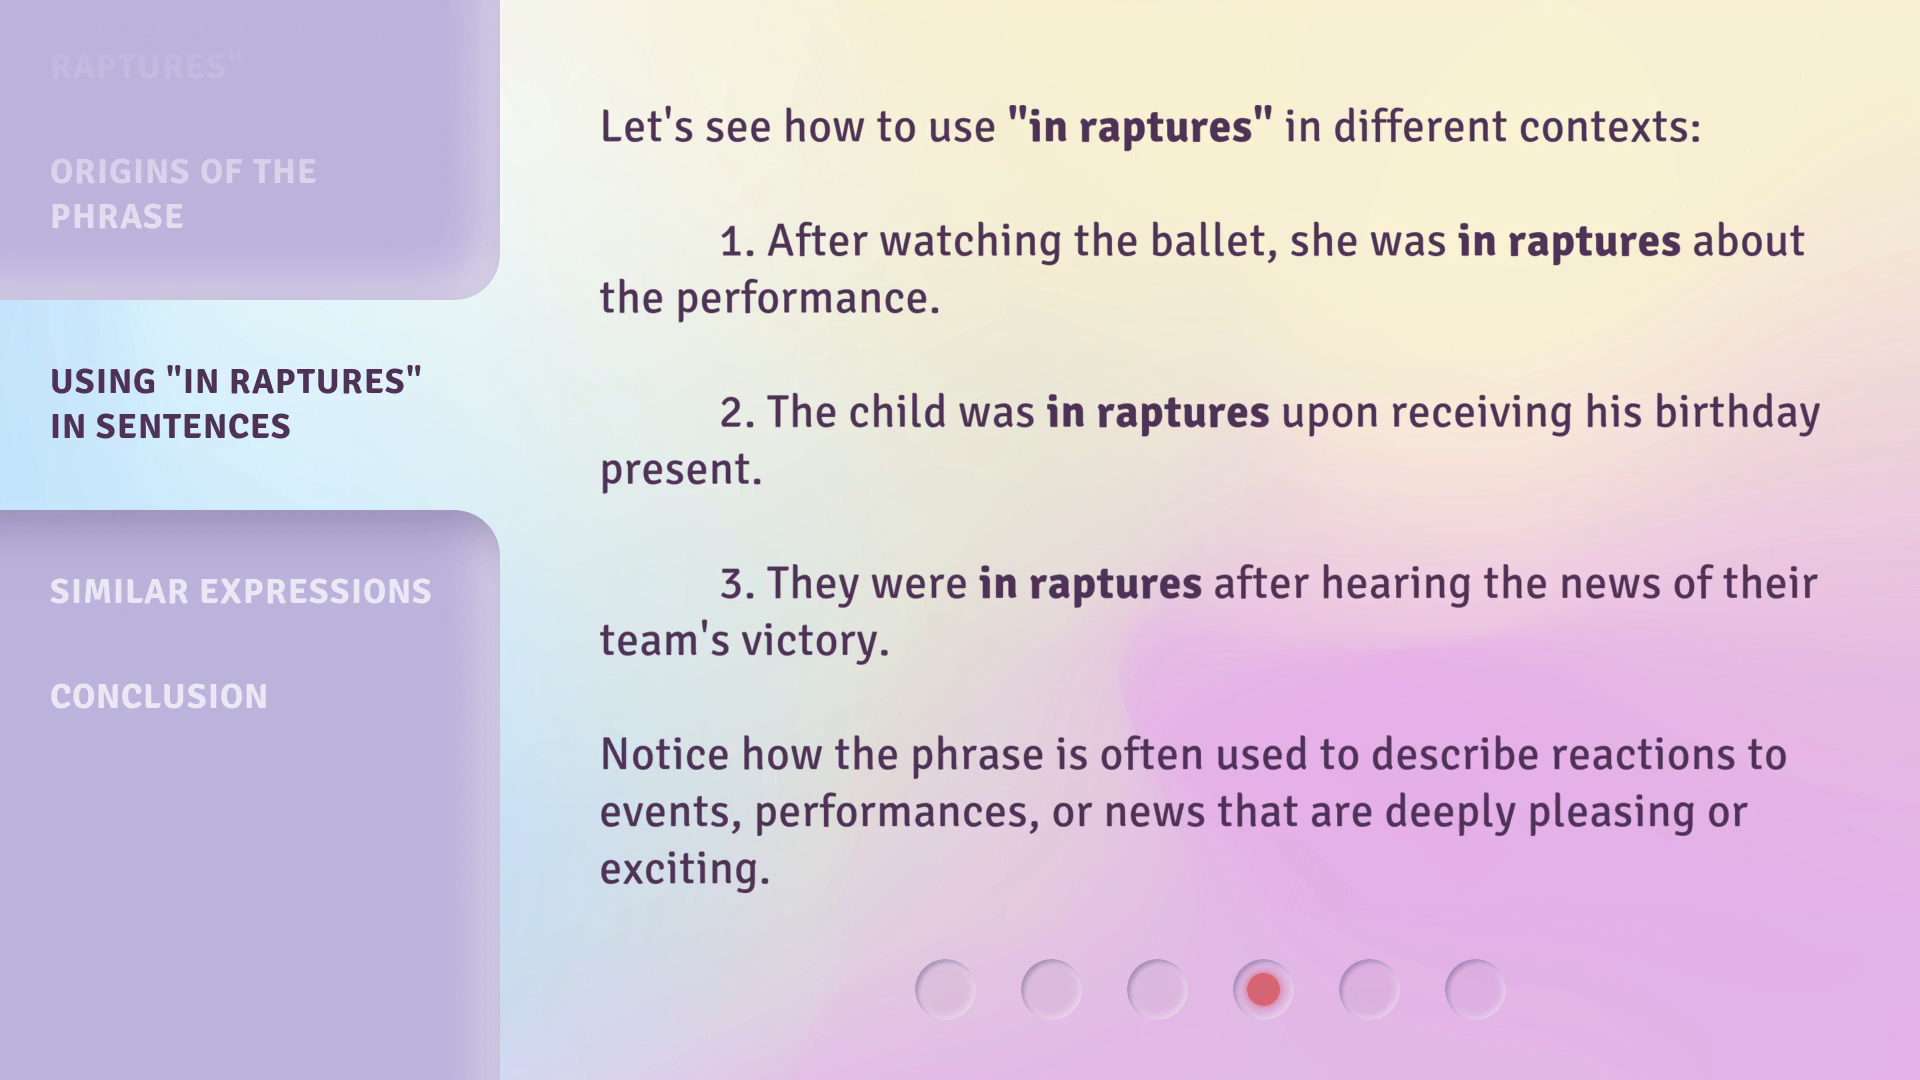 RAPTURES"
ORIGINS OF THE
PHRASE
USING "IN RAPTURES"
IN SENTENCES
SIMILAR EXPRESSIONS
CONCLUSION
Let's see how to use "in raptures" in different contexts:
1. After watching the ballet, she was in raptures about
the performance.
2. The child was in raptures upon receiving his birthday
present.
3. They were in raptures after hearing the news of their
team's victory.
Notice how the phrase is often used to describe reactions to
events, performances, or news that are deeply pleasing or
exciting.